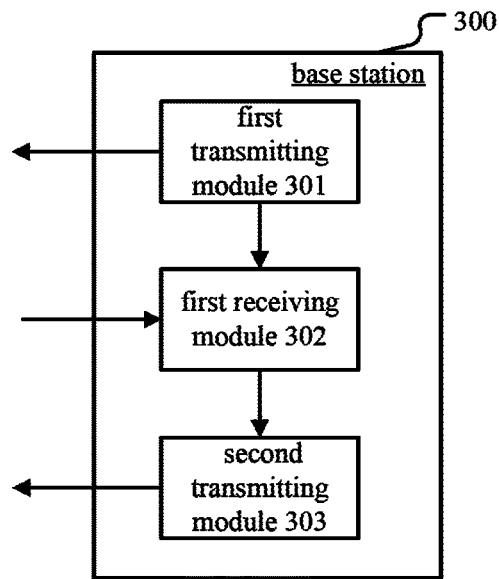 300
base station
first
transmitting
module 301
first receiving
module 302
second
transmitting
module 303